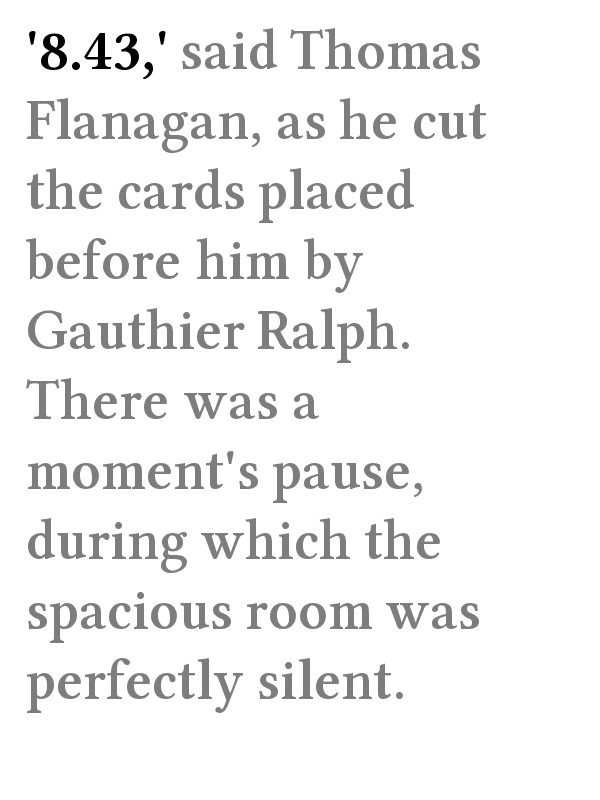 '8.43,' said Thomas
Flanagan, as he cut
the cards placed
before him by
Gauthier Ralph.
There was a
moment's pause,
during which the
spacious room was
perfectly silent.